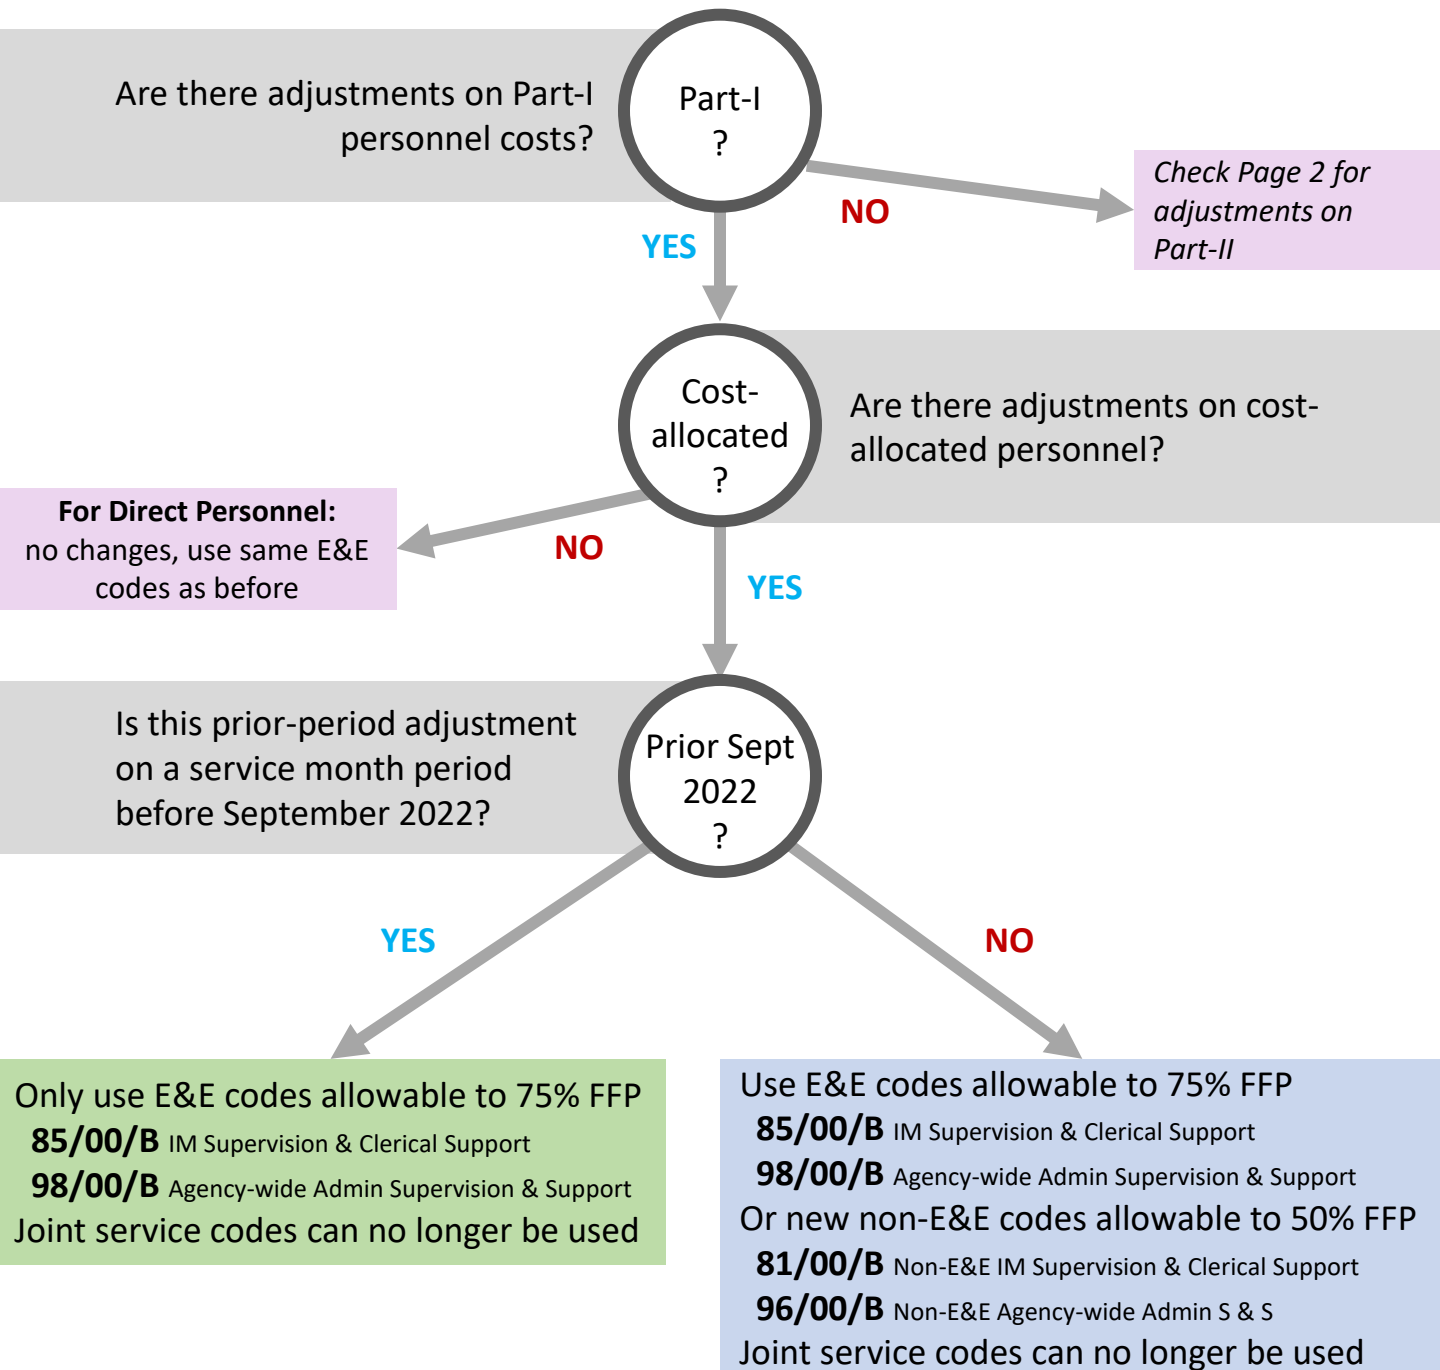 Are there adjustments on Part-I
personnel costs?
Part-I
?
NO
Check Page 2 for
adjustments on
Part-II
YES
Cost-
allocated
?
Are there adjustments on cost-
allocated personnel?
For Direct Personnel:
no changes, use same E&E
codes as before
NO
YES
Is this prior-period adjustment
on a service month period
before September 2022?
Prior Sept
2022
?
YES
NO
Only use E&E codes allowable to 75% FFP
85/00/B IM Supervision & Clerical Support
98/00/B Agency-wide Admin Supervision & Support
Joint service codes can no longer be used
Use E&E codes allowable to 75% FFP
85/00/B IM Supervision & Clerical Support
98/00/B Agency-wide Admin Supervision & Support
Or new non-E&E codes allowable to 50% FFP
81/00/B Non-E&E IM Supervision & Clerical Support
96/00/B Non-E&E Agency-wide Admin S & S
Joint service codes can no longer be used